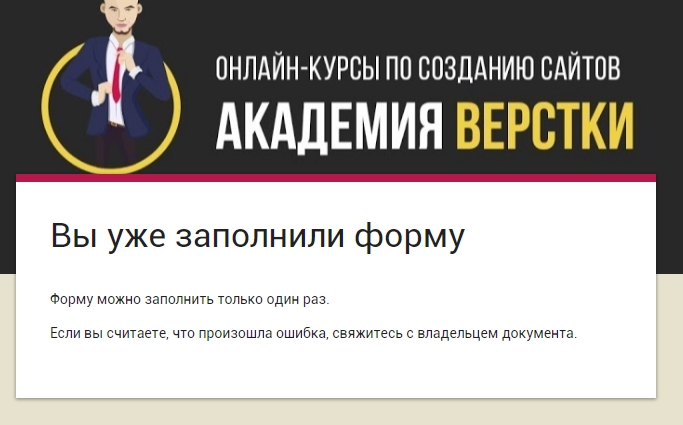 ОНЛАЙН-КУРСЫ ПО СОЗДАНИЮ САЙТОВ
АКАДЕМИЯ ВЕРСТКИ
Вы уже заполнили форму
Форму можно заполнить только один раз.
Если вы считаете, что произошла ошибка, свяжитесь с владельцем документа.